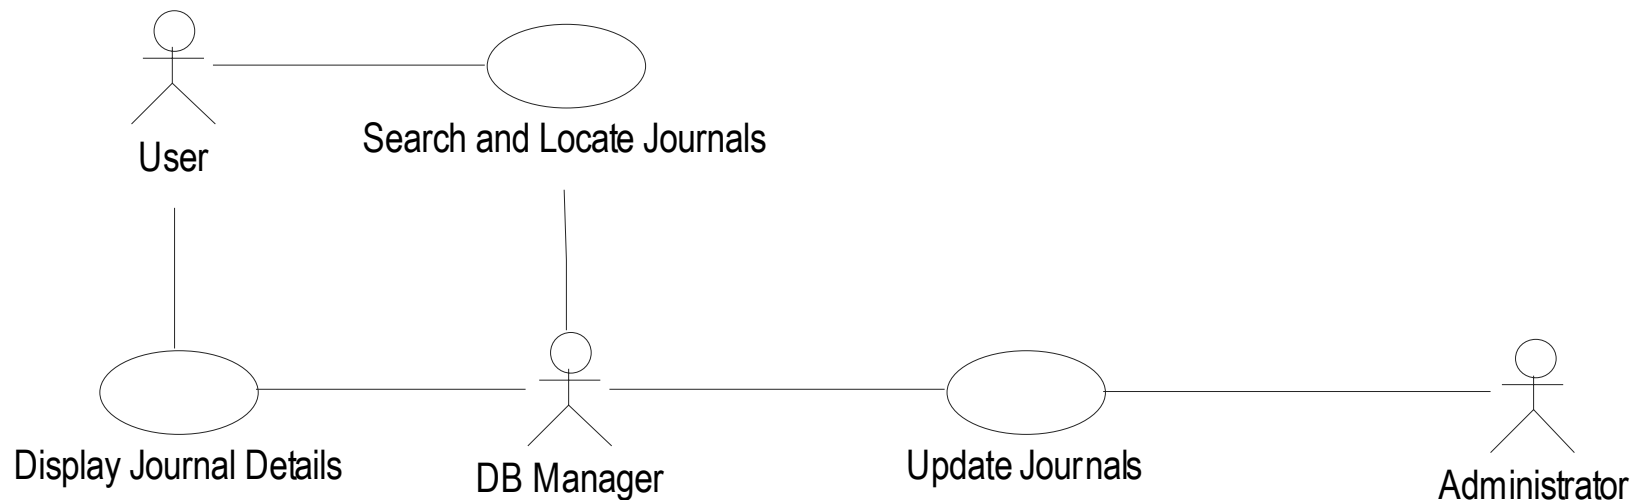 Search and Locate Journals
User
Display Journal Details
DB Manager
Update Journals
Administrator